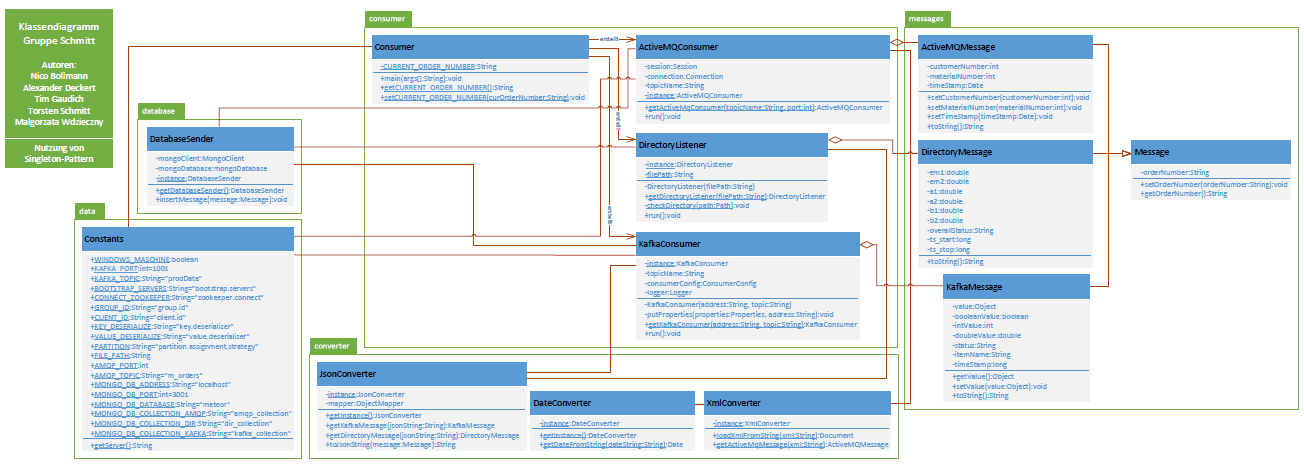 Klassendiagramm
Gruppe Schmitt
Autoren:
Nico Bollmann
Alexander Deckert
Tim Gaudich
Torsten Schmitt
Malgorzata Wdzieczny
Nutzung von
Singleton-Pattern
database
DatabaseSender
-mongoClient:MongoClient
-mongoDatabase:mongoDatabase
-instance:DatabaseSender
+getDatabaseSender():DatabaseSender
+insertMessage(message:Message):void
data
Constants
+WINDOWS_MASCHINE:boolean
+KAFKA_PORT:int=1001
+KAFKA_TOPIC:String="prodData"
+BOOTSTRAP_SERVERS:String="bootstrap.servers"
+CONNECT_ZOOKEEPER:String="zookeeper.connect"
+GROUP_ID:String="group.id"
+CLIENT_ID:String="client.id"
+KEY_DESERIALIZE:String="key.deserializer"
+VALUE_DESERIALIZE:String="value.deserializer"
+PARTITION:String="partition.assignment.strategy"
+FILE_PATH:String
+AMQP_PORT:int
+AMQP_TOPIC:String="m_orders"
+MONGO_DB_ADDRESS:String="localhost"
+MONGO_DB_PORT:int=3001
+MONGO_DB_DATABASE:String="meteor"
+MONGO_DB_COLLECTION_AMQP:String="amqp_collection"
+MONGO_DB_COLLECTION_DIR:String="dir_collection"
+MONGO_DB_COLLECTION_KAFKA:String="kafka_collection"
+getServer():String
consumer
Consumer
-CURRENT_ORDER_NUMBER:String
+main(args[]:String):void
+getCURRENT_ORDER_NUMBER():String
+setCURRENT_ORDER_NUMBER(curOrderNumber:String):void
erstellt
erstellt
erstellt
ActiveMQConsumer
-session:Session
-connection:Connection
-topicName:String
-instance:ActiveMQConsumer
+getActiveMqConsumer(topicName:String, port:int):ActiveMQConsumer
+run():void
DirectoryListener
-instance:DirectoryListener
-filePath:String
-DirectoryListener(filePath:String)
+getDirectoryListener(filePath:String):DirectoryListener
-checkDirectory(path:Path):void
+run():void
KafkaConsumer
-instance:KafkaConsumer
-topicName:String
-consumerConfig:ConsumerConfig
-logger:Logger
-KafkaConsumer(address:String, topic:String)
-putProperties(properties:Properties, address:String):void
+getKafkaConsumer(address:String, topic:String):KafkaConsumer
+run():void
converter
JsonConverter
-instance:JsonConverter
-mapper:ObjectMapper
+getInstance():JsonConverter
+getKafkaMessage(jsonString:String):KafkaMessage
+getDirectoryMessage(jsonString:String):DirectoryMessage
+toJsonString(message:Message):String
DateConverter
-instance:DateConverter
+getInstance():DateConverter
+getDateFromString(dateString:String):Date
XmlConverter
-instance:XmlConverter
+loadXmlFromString(xml:String):Document
+getActiveMqMessage(xml:String):ActiveMQMessage
messages
ActiveMQMessage
-customerNumber:int
-materialNumber:int
-timeStamp:Date
+setCustomerNumber(customerNumber:int):void
+setMaterialNumber(materialNumber:int):void
+setTimeStamp(timeStamp:Date):void
+toString():String
DirectoryMessage
-em1:double
-em2:double
-a1:double
-a2:double
-b1:double
-b2:double
-overallStatus:String
-ts_start:long
-ts_stop:long
+toString():String
Message
-orderNumber:String
+setOrderNumber(orderNumber:String):void
+getOrderNumber():String
KafkaMessage
-value:Object
-booleanValue:boolean
-intValue:int
-doubleValue:double
-status:String
-itemName:String
-timeStamp:long
+getValue():Object
+setValue(value:Object):void
+toString():String